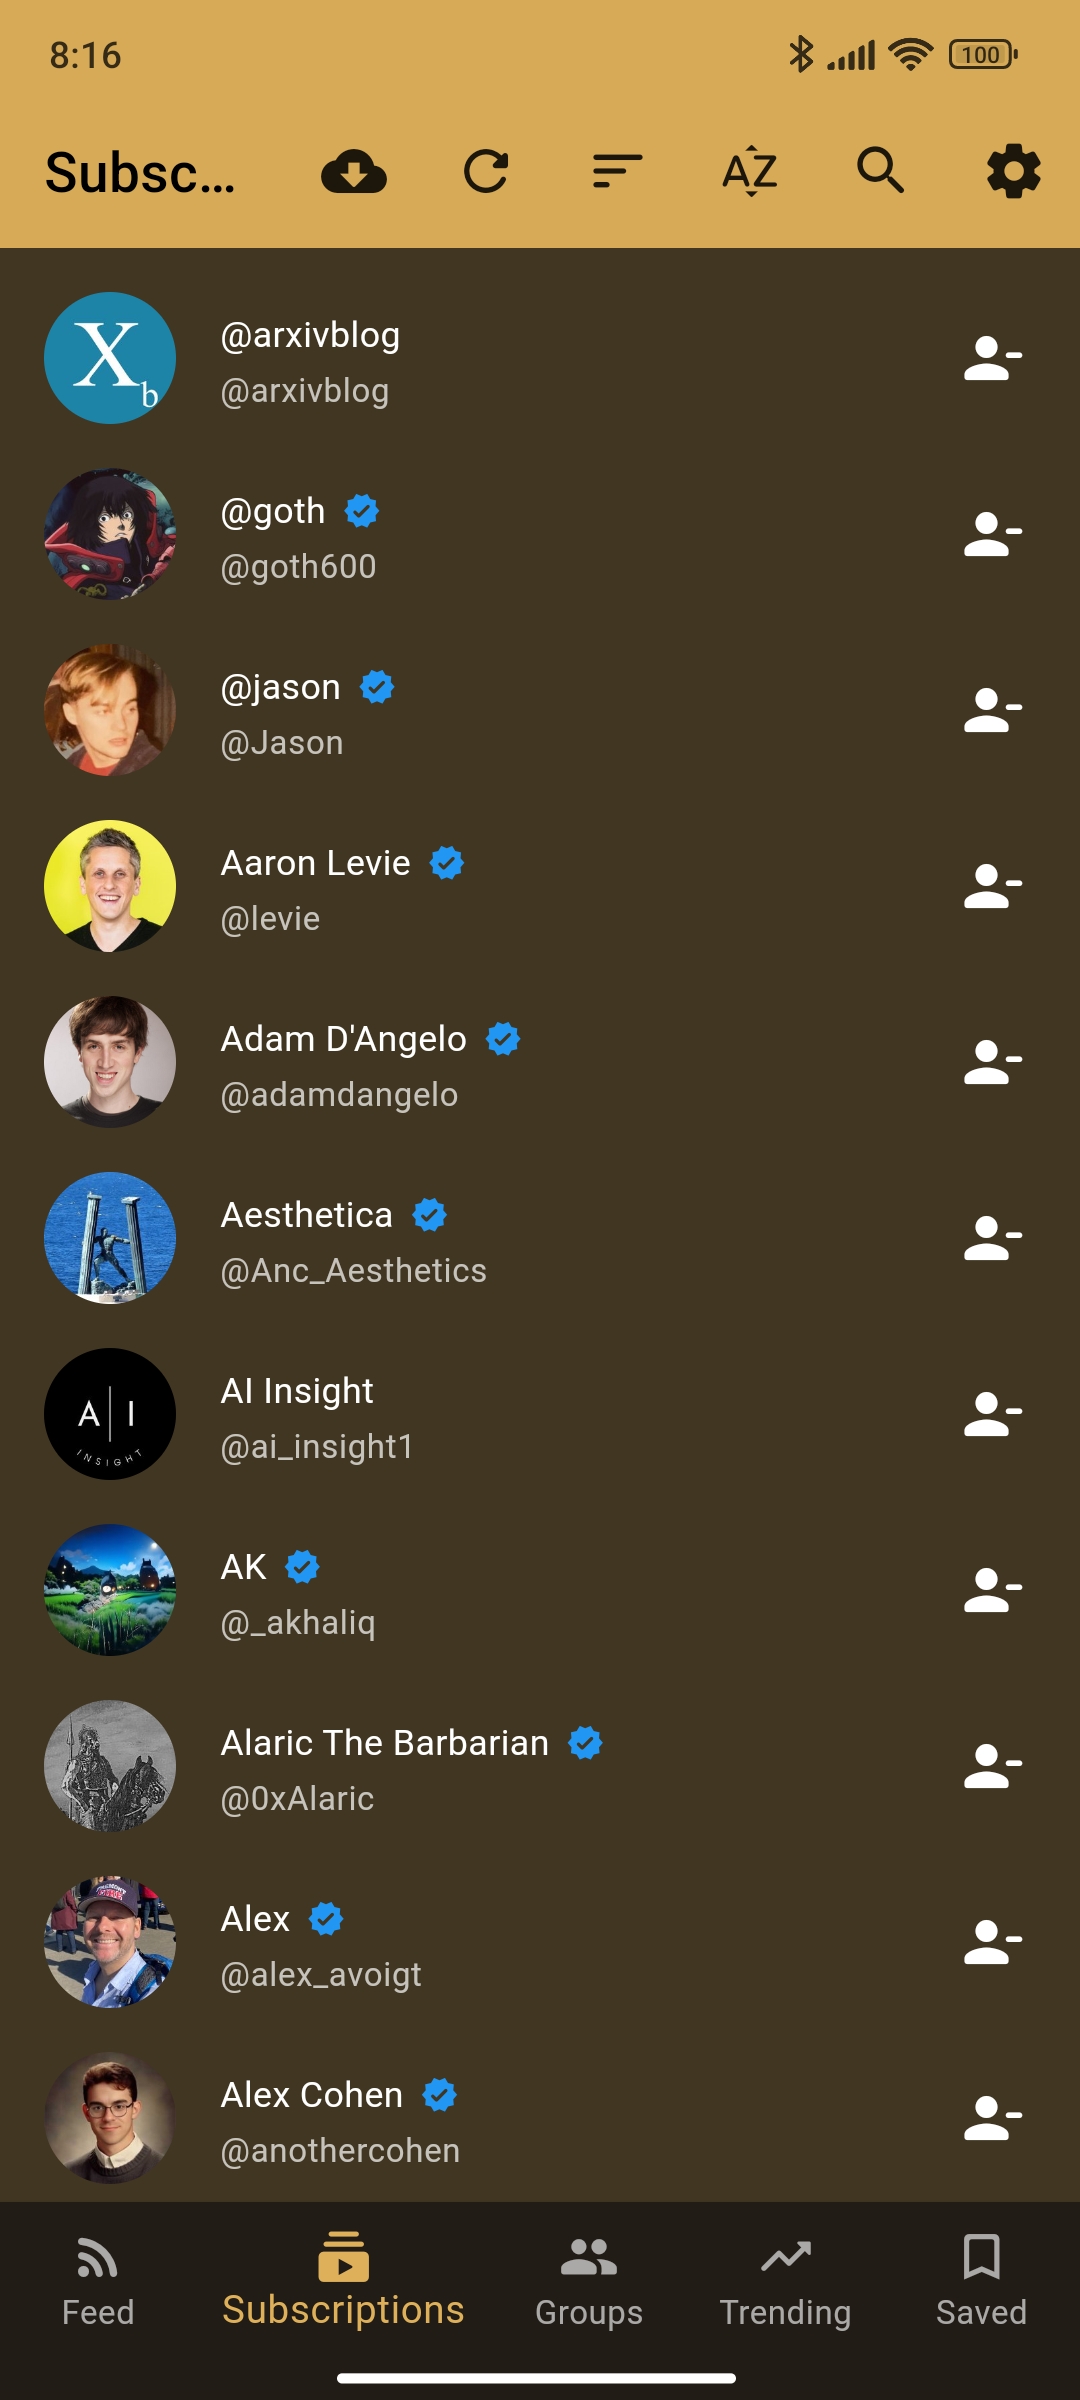 8:16
100
Subsc...
AZ
X
b
@arxivblog
@arxivblog
@goth
@goth600
@jason
@Jason
Aaron Levie
@levie
Adam D'Angelo
@adamdangelo
Aesthetica
@Anc_Aesthetics
A|I
INSIGHT
AI Insight
@ai_insight1
AK
@_akhaliq
Alaric The Barbarian
@0xAlaric
Alex
@alex_avoigt
Alex Cohen
@anothercohen
Feed
Subscriptions
Groups
Trending
Saved